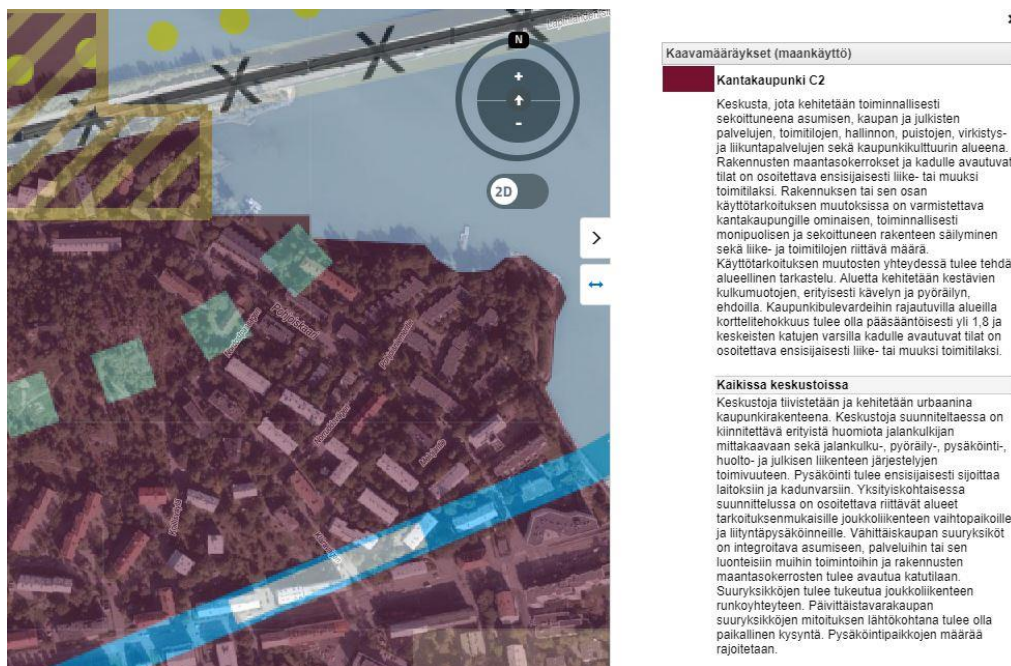 N
+
-
2D
Kaavamääräykset (maankäyttö)
Kantakaupunki C2
Keskusta, jota kehitetään toiminnallisesti
sekoittuneena asumisen, kaupan ja julkisten
palvelujen, toimitilojen, hallinnon, puistojen, virkistys-
ja liikuntapalvelujen sekä kaupunkikulttuurin alueena.
Rakennusten maantasokerrokset ja kadulle avautuvat
tilat on osoitettava ensisijaisesti liike- tai muuksi
toimitilaksi. Rakennuksen tai sen osan
käyttötarkoituksen muutoksissa on varmistettava
kantakaupungille ominaisen, toiminnallisesti
monipuolisen ja sekoittuneen rakenteen säilyminen
sekä liike- ja toimitilojen riittävä määrä.
Käyttötarkoituksen muutosten yhteydessä tulee tehdä
alueellinen tarkastelu. Aluetta kehitetään kestävien
kulkumuotojen, erityisesti kävelyn ja pyöräilyn,
ehdoilla. Kaupunkibulevardeihin rajautuvilla alueilla
korttelitehokkuus tulee olla pääsääntöisesti yli 1,8 ja
keskeisten katujen varsilla kadulle avautuvat tilat on
osoitettava ensisijaisesti liike- tai muuksi toimitilaksi.
Kaikissa keskustoissa
Keskustoja tiivistetään ja kehitetään urbaanina
kaupunkirakenteena. Keskustoja suunniteltaessa on
kiinnitettävä erityistä huomiota jalankulkijan
mittakaavaan sekä jalankulku-, pyöräily-, pysäköinti-,
huolto- ja julkisen liikenteen järjestelyjen
toimivuuteen. Pysäköinti tulee ensisijaisesti sijoittaa
laitoksiin ja kadunvarsiin. Yksityiskohtaisessa
suunnittelussa on osoitettava riittävät alueet
tarkoituksenmukaisille joukkoliikenteen vaihtopaikoille
ja liityntäpysäköinneille. Vähittäiskaupan suuryksiköt
on integroitava asumiseen, palveluihin tai sen
luonteisiin muihin toimintoihin ja rakennusten
maantasokerrosten tulee avautua katutilaan.
Suuryksikköjen tulee tukeutua joukkoliikenteen
runkoyhteyteen. Päivittäistavarakaupan
suuryksikköjen mitoituksen lähtökohtana tulee olla
paikallinen kysyntä. Pysäköintipaikkojen määrää
rajoitetaan.